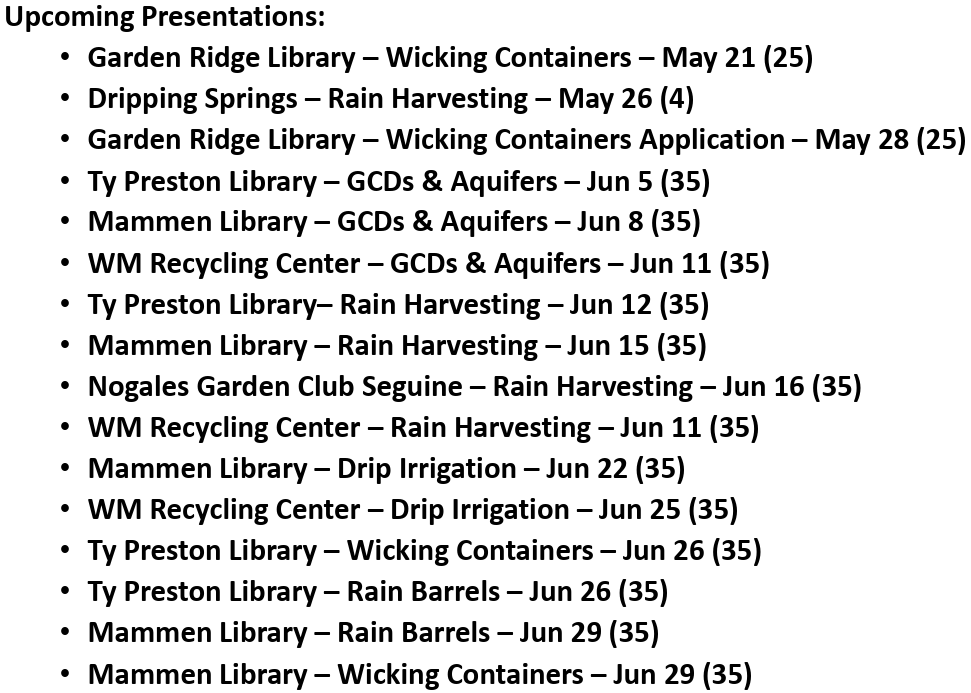 Upcoming Presentations:
• Garden Ridge Library – Wicking Containers – May 21 (25)
• Dripping Springs – Rain Harvesting – May 26 (4)
• Garden Ridge Library – Wicking Containers Application – May 28 (25)
• Ty Preston Library – GCDs & Aquifers – Jun 5 (35)
• Mammen Library – GCDs & Aquifers – Jun 8 (35)
• WM Recycling Center – GCDs & Aquifers – Jun 11 (35)
• Ty Preston Library– Rain Harvesting – Jun 12 (35)
• Mammen Library – Rain Harvesting – Jun 15 (35)
• Nogales Garden Club Seguine – Rain Harvesting – Jun 16 (35)
• WM Recycling Center – Rain Harvesting – Jun 11 (35)
• Mammen Library – Drip Irrigation – Jun 22 (35)
• WM Recycling Center – Drip Irrigation – Jun 25 (35)
• Ty Preston Library – Wicking Containers – Jun 26 (35)
• Ty Preston Library – Rain Barrels – Jun 26 (35)
• Mammen Library – Rain Barrels – Jun 29 (35)
• Mammen Library – Wicking Containers – Jun 29 (35)